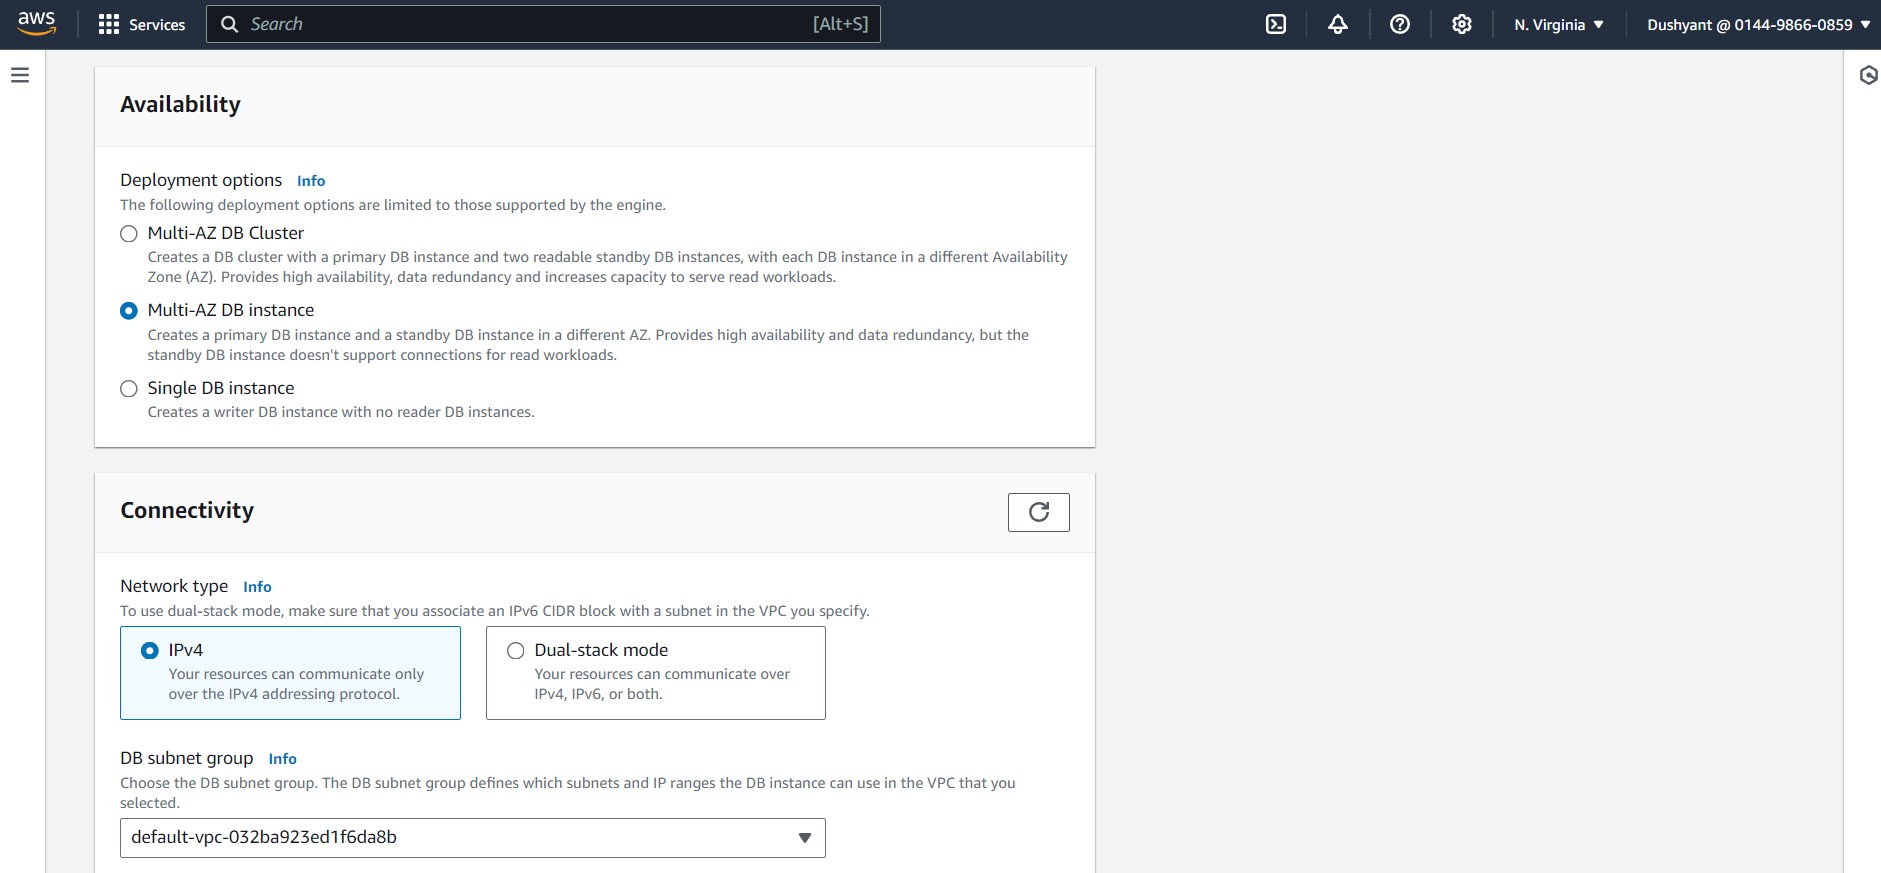 aws
Services
Search
[Alt+S]
N. Virginia
Dushyant @ 0144-9866-0859
Availability
Deployment options Info
The following deployment options are limited to those supported by the engine.
Multi-AZ DB Cluster
Creates a DB cluster with a primary DB instance and two readable standby DB instances, with each DB instance in a different Availability
Zone (AZ). Provides high availability, data redundancy and increases capacity to serve read workloads.
Multi-AZ DB instance
Creates a primary DB instance and a standby DB instance in a different AZ. Provides high availability and data redundancy, but the
standby DB instance doesn't support connections for read workloads.
Single DB instance
Creates a writer DB instance with no reader DB instances.
Connectivity
Network type Info
To use dual-stack mode, make sure that you associate an IPv6 CIDR block with a subnet in the VPC you specify.
IPv4
Your resources can communicate only
over the IPv4 addressing protocol.
Dual-stack mode
Your resources can communicate over
IPv4, IPv6, or both.
DB subnet group Info
Choose the DB subnet group. The DB subnet group defines which subnets and IP ranges the DB instance can use in the VPC that you
selected.
default-vpc-032ba923ed1f6da8b